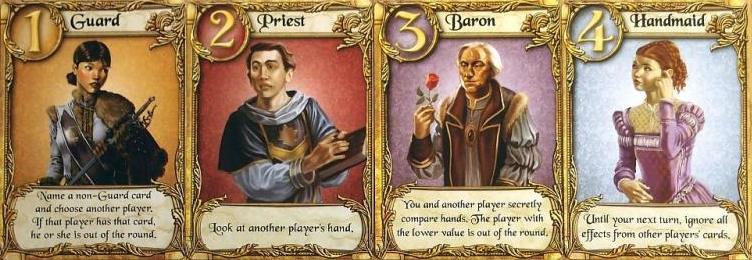 1 Guard
Name a non-Guard card
and choose another player.
If that player has that card,
he or she is out of the round.
2 Priest
Look at another player's hand.
3 Baron
You and another player secretly
compare hands. The player with
the lower value is out of the round.
4 Handmaid
Until your next turn, ignore all
effects from other players' cards.